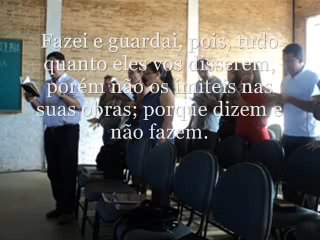 Fazei e guardai, pois, tudo
quanto eles vos disserem,
porém não os imiteis nas
suas obras; porque dizem e
não fazem.